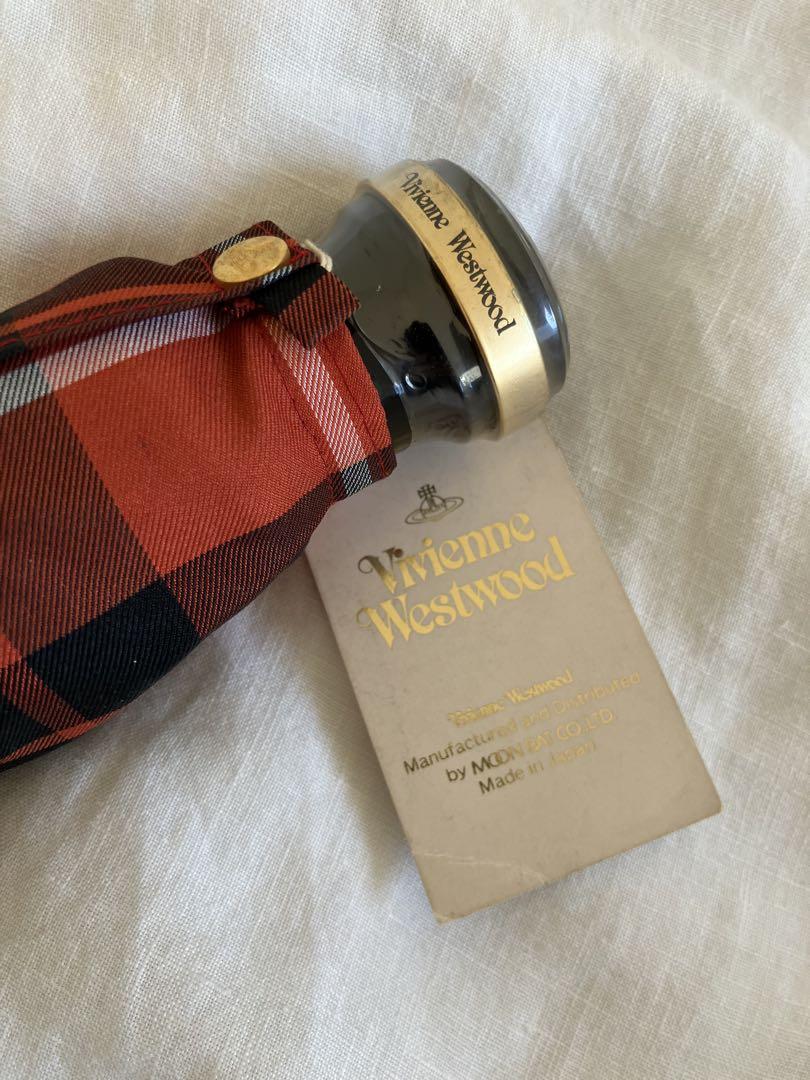 Vivienne Westwood
Vivienne
Westwood
Vivienne Westwood
Manufactured and Distributed
by MOON BAT CO.,LTD.
Made in Japan